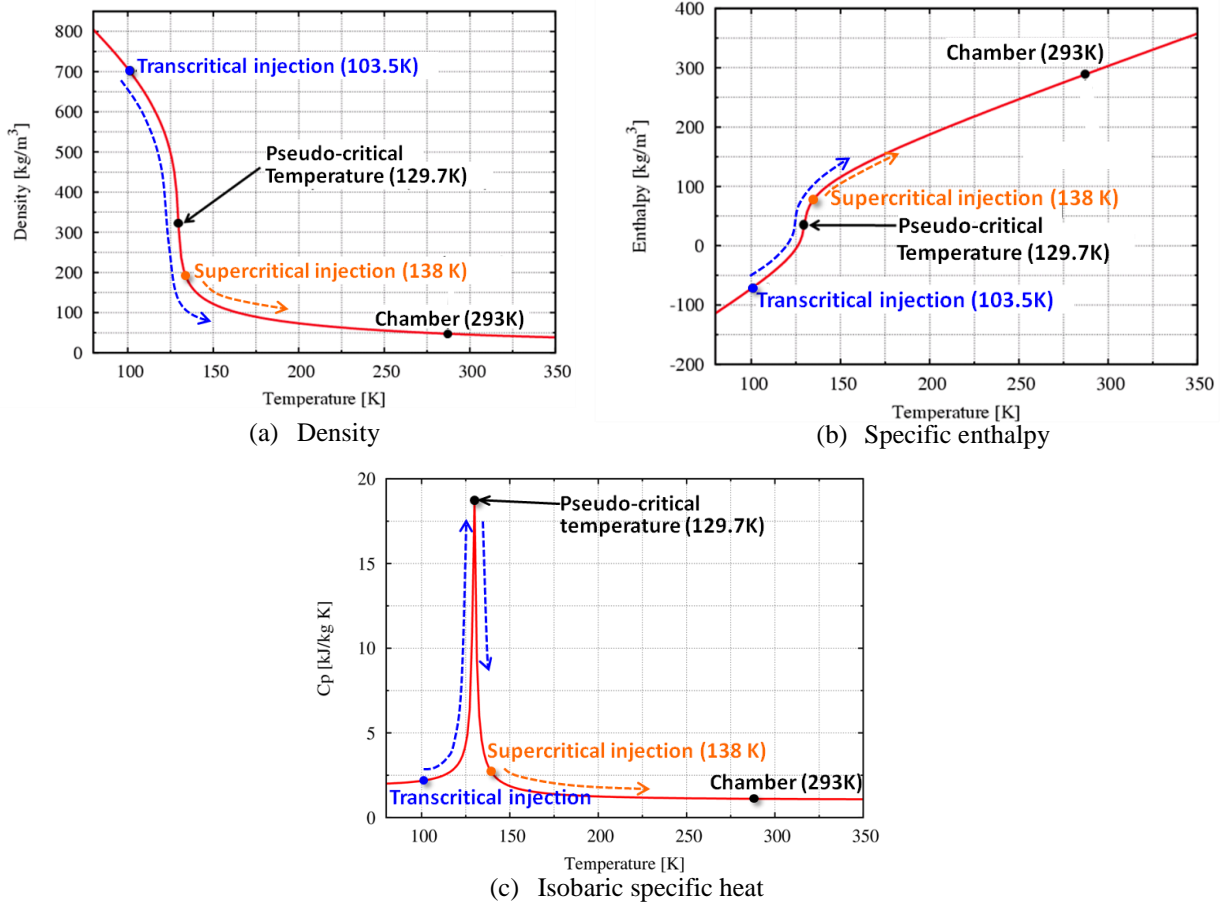 800
700
600
500
400
300
200
100
0
Density [kg/m³]
Transcritical injection (103.5K)
Pseudo-critical
Temperature (129.7K)
Supercritical injection (138 K)
Chamber (293K)
100 150 200 250 300 350
Temperature [K]
(a) Density
400
300
200
100
0
-100
-200
Enthalpy [kg/m³]
Chamber (293K)
Supercritical injection (138 K)
Pseudo-critical
Temperature (129.7K)
Transcritical injection (103.5K)
100 150 200 250 300 350
Temperature [K]
(b) Specific enthalpy
20
15
10
5
0
Cp [kJ/kg K]
Pseudo-critical
temperature (129.7K)
Supercritical injection (138 K)
Chamber (293K)
Transcritical injection
100 150 200 250 300 350
Temperature [K]
(c) Isobaric specific heat